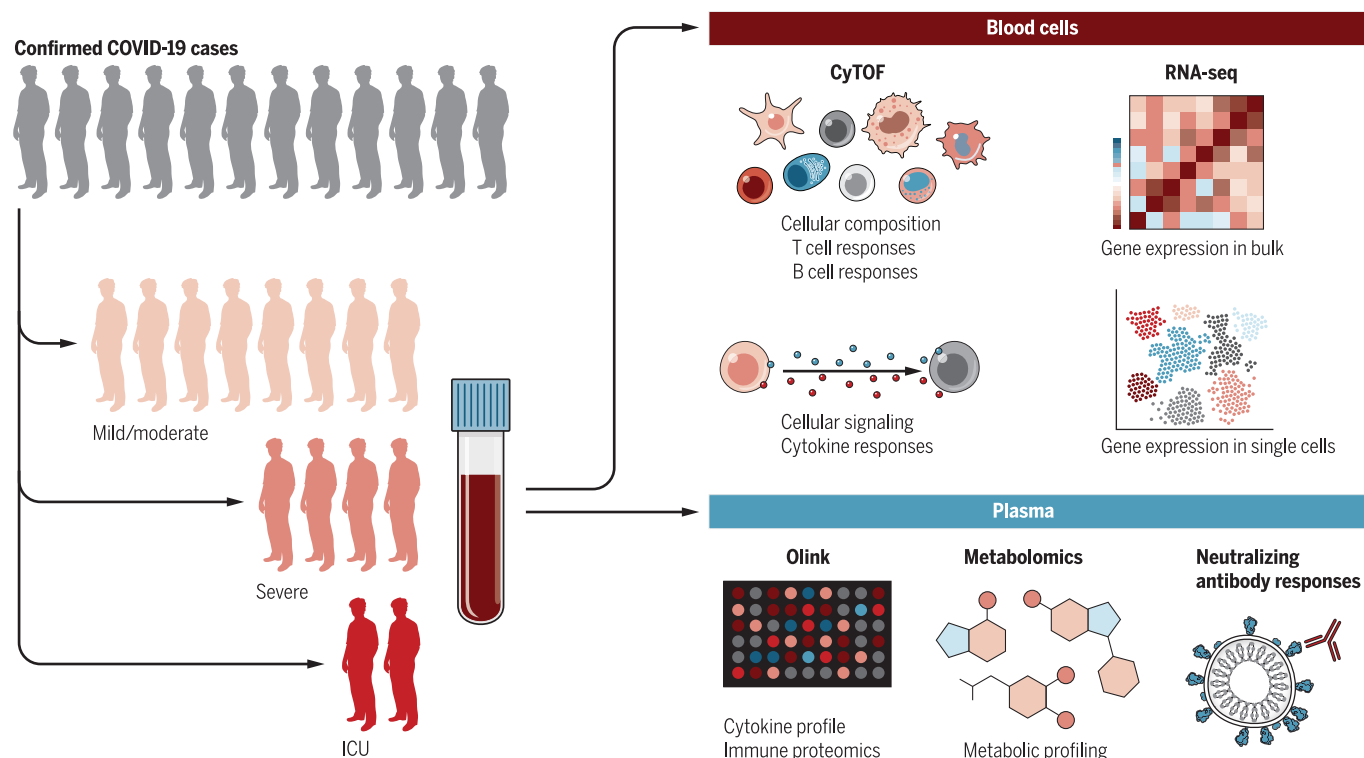 Confirmed COVID-19 cases
Mild/moderate
Severe
ICU
Blood cells
CyTOF
Cellular composition
T cell responses
B cell responses
Cellular signaling
Cytokine responses
RNA-seq
Gene expression in bulk
Gene expression in single cells
Plasma
Olink
Cytokine profile
Immune proteomics
Metabolomics
Metabolic profiling
Neutralizing
antibody responses